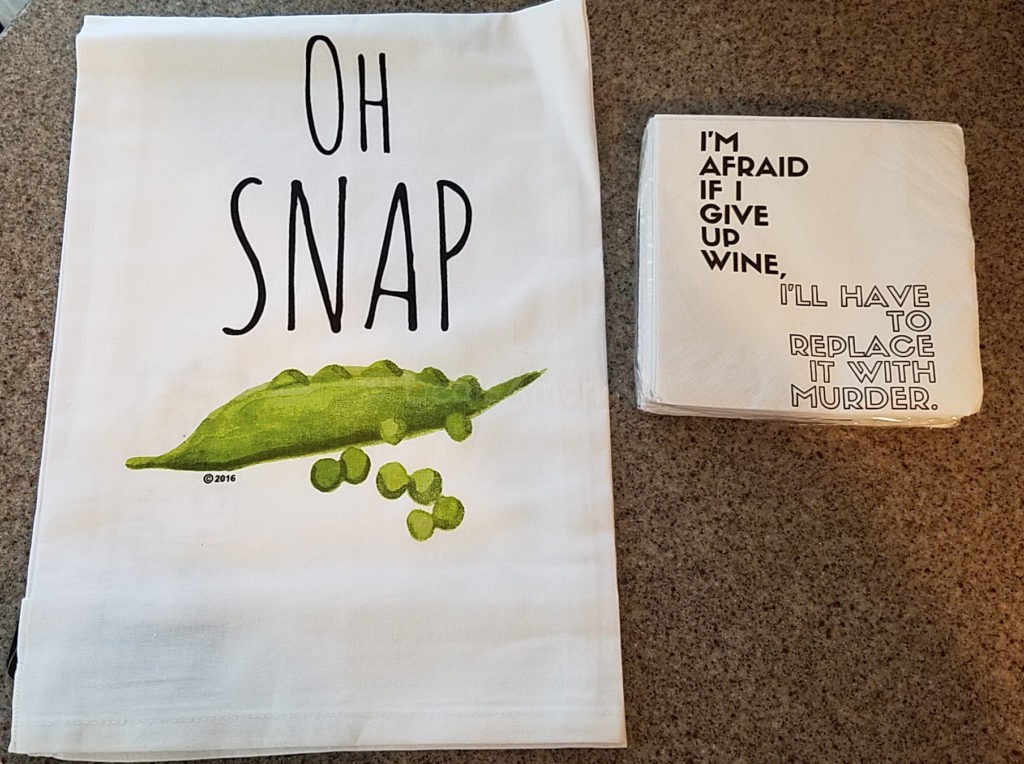 OH
SNAP
© 2016
I'M
AFRAID
IF I
GIVE
UP
WINE,
I'LL HAVE
TO
REPLACE
IT WITH
MURDER.